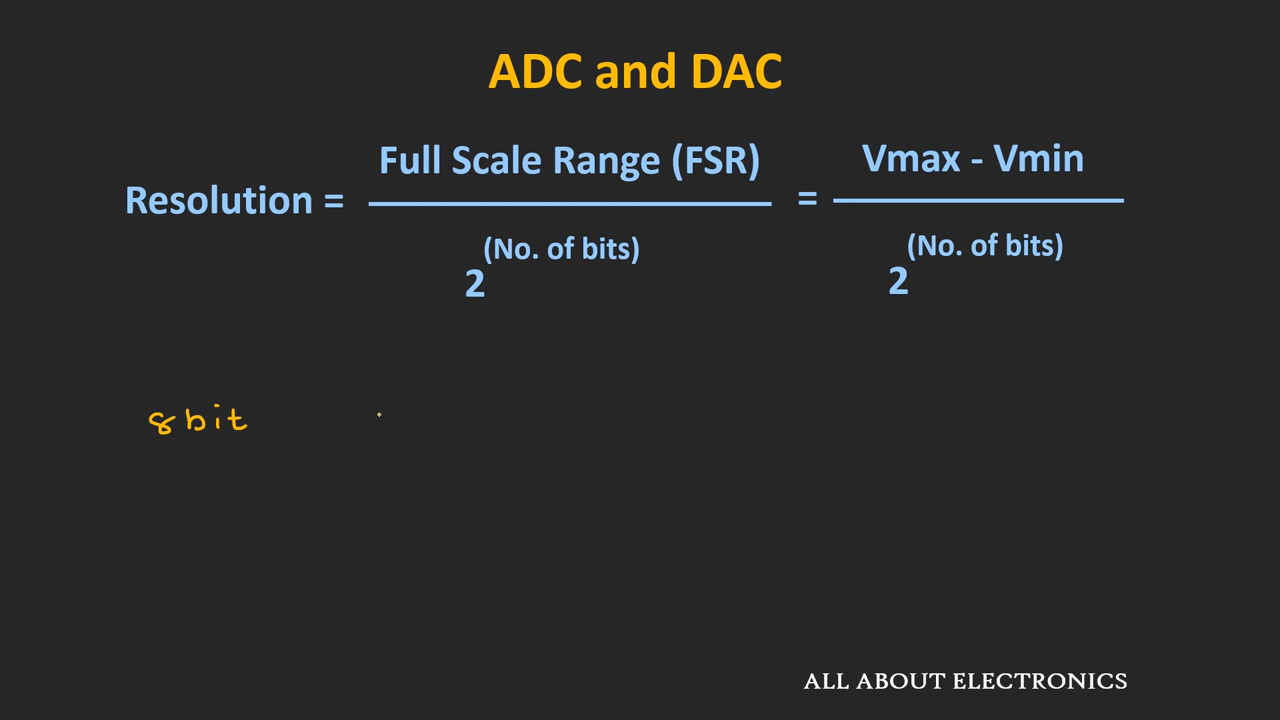 ADC and DAC
Resolution = Full Scale Range (FSR) / 2^(No. of bits) = Vmax - Vmin / 2^(No. of bits)
8 bit
ALL ABOUT ELECTRONICS